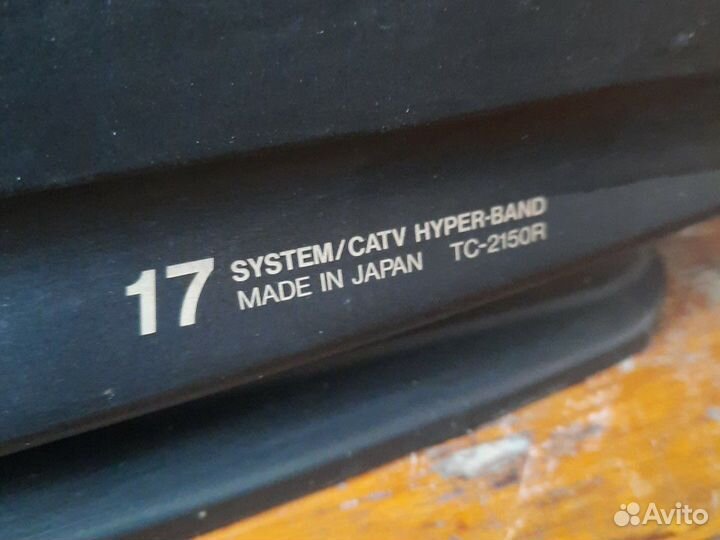 17 SYSTEM/CATV HYPER-BAND
MADE IN JAPAN TC-2150R
Avito